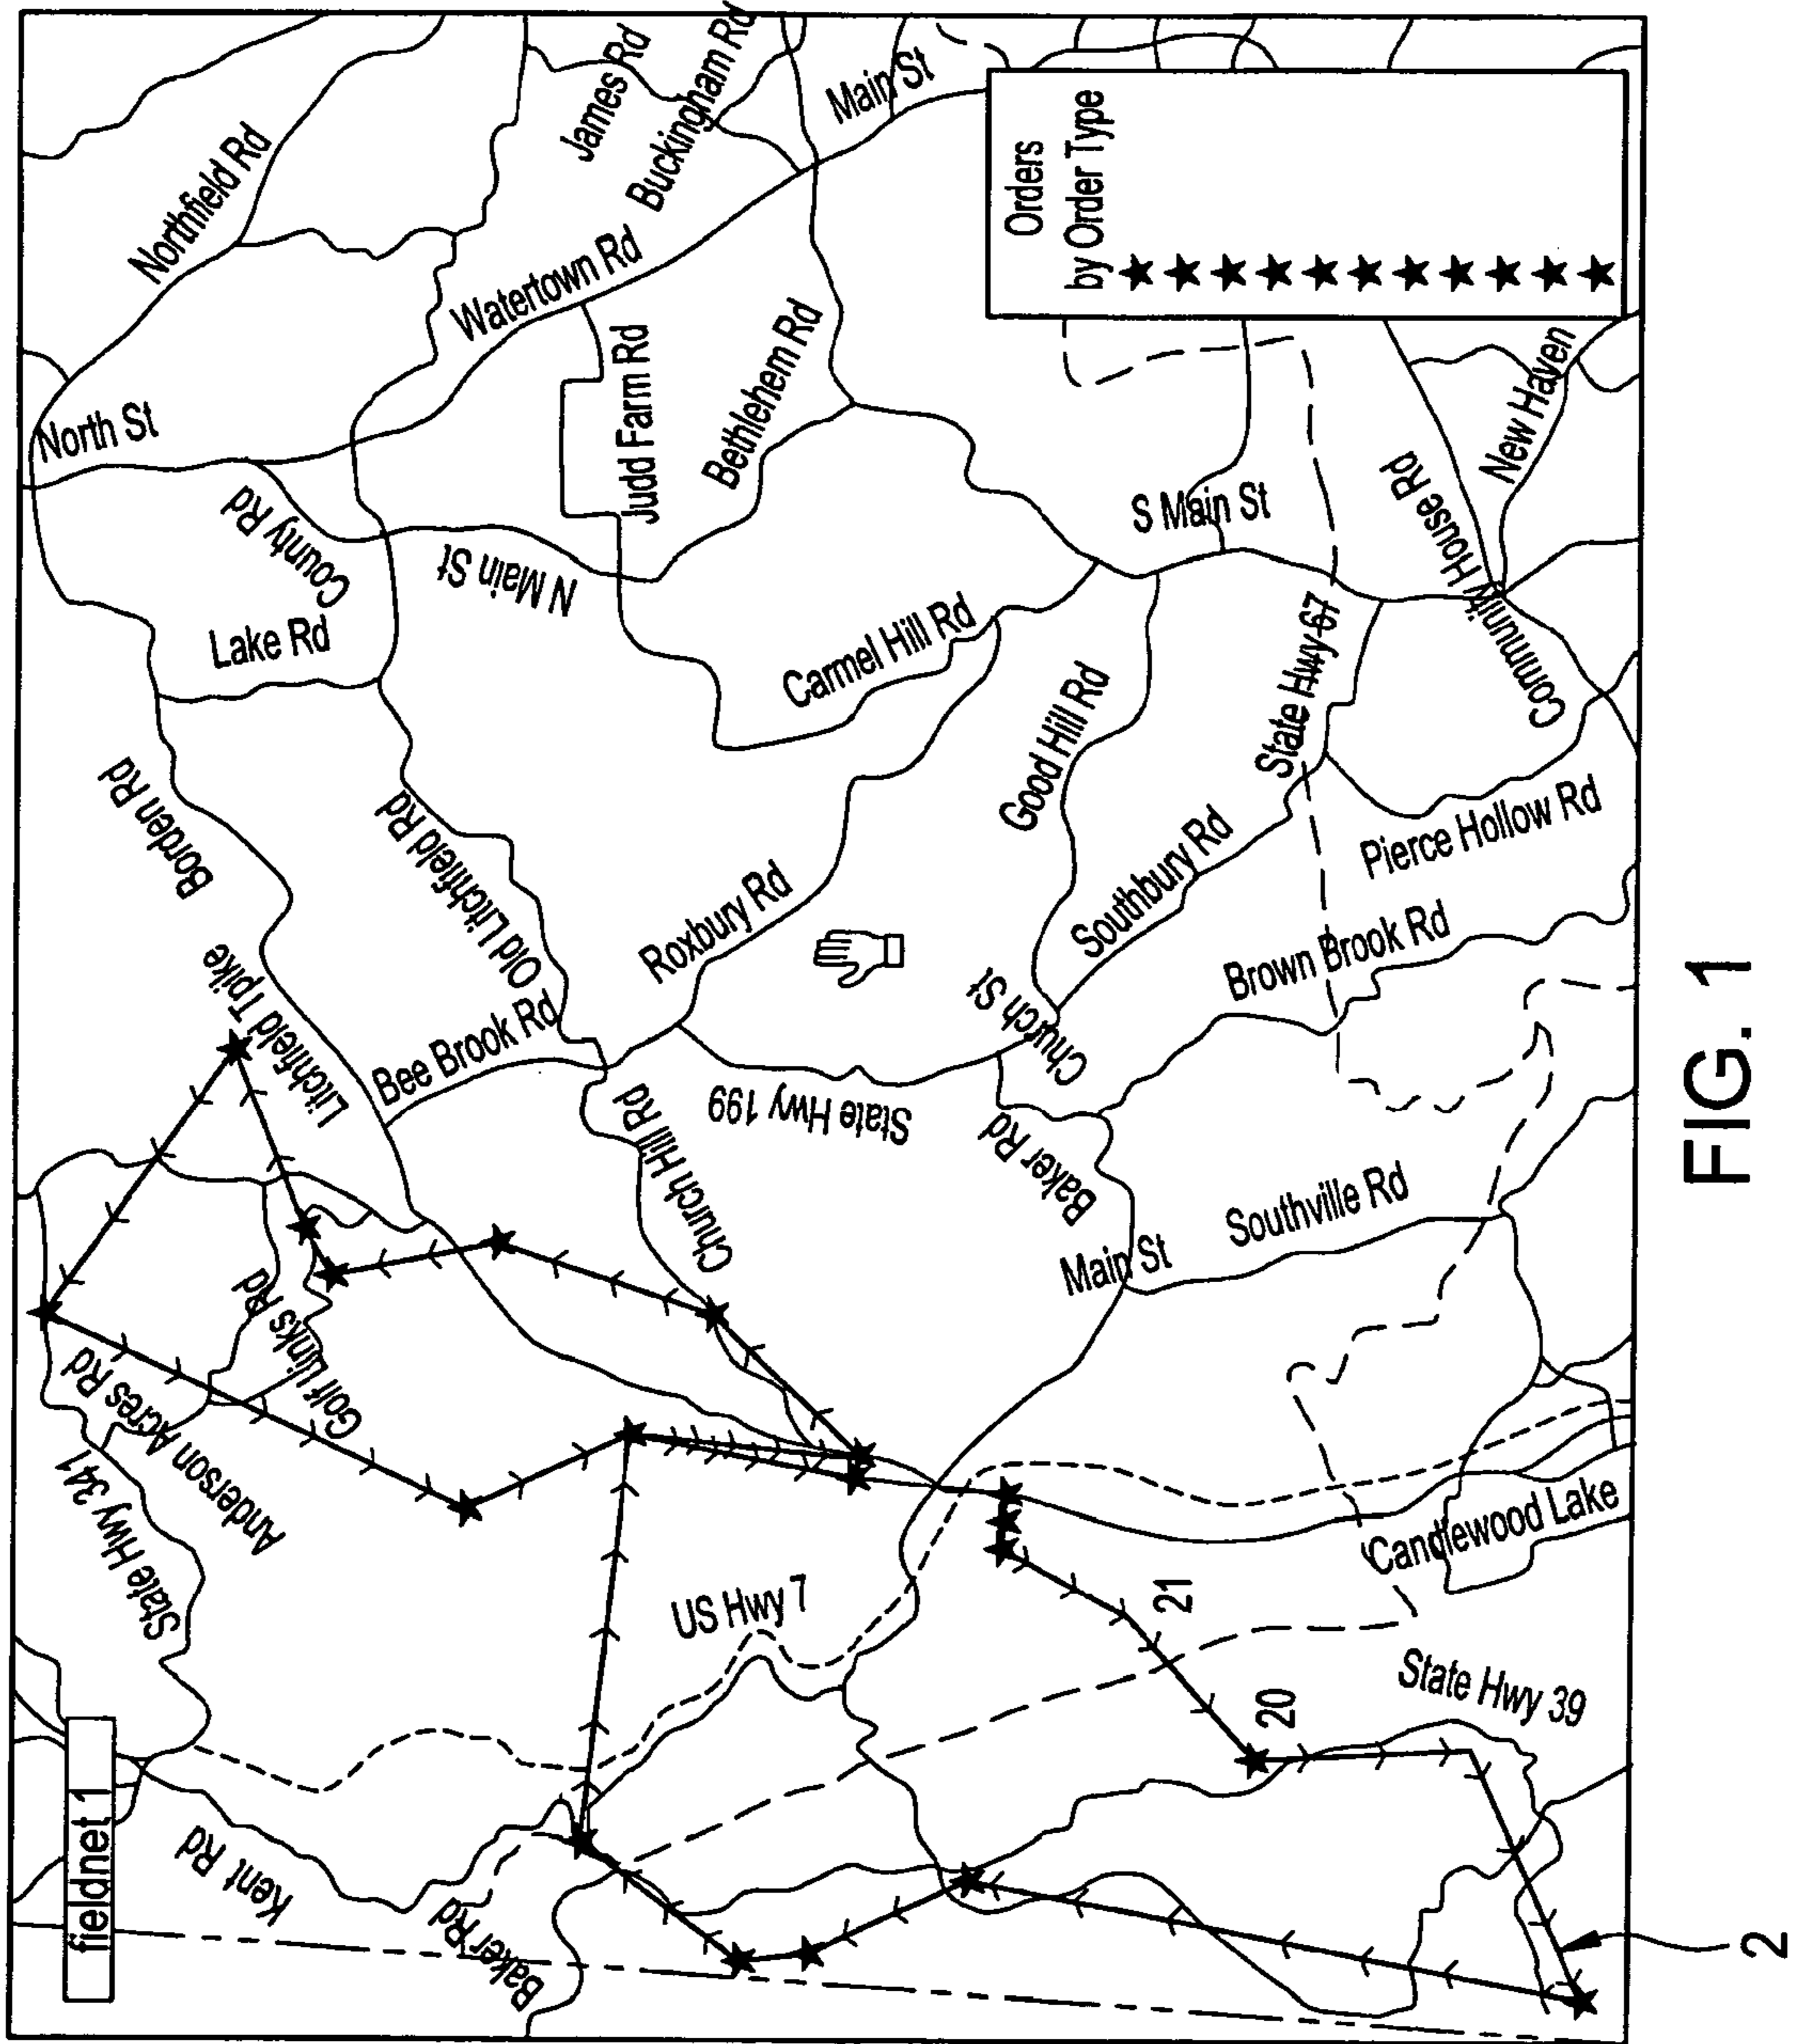 fieldnet 1
Kent Rd
Baker Rd
State Hwy 341
Anderson Acres Rd
Golf Links Rd
US Hwy 7
State Hwy 39
20
21
Candlewood Lake
Litchfield Tpike
Bee Brook Rd
Church Hill Rd
State Hwy 199
Baker Rd
Main St
Southville Rd
Borden Rd
Old Litchfield Rd
Roxbury Rd
Church St
Good Hill Rd
Southbury Rd
Brown Brook Rd
Pierce Hollow Rd
State Hwy 67
Lake Rd
County Rd
N Main St
Carmel Hill Rd
S Main St
Community House Rd
New Haven
North St
Judd Farm Rd
Bethlehem Rd
Watertown Rd
Northfield Rd
James Rd
Buckingham Rd
Main St
Orders
by Order Type
2
FIG. 1